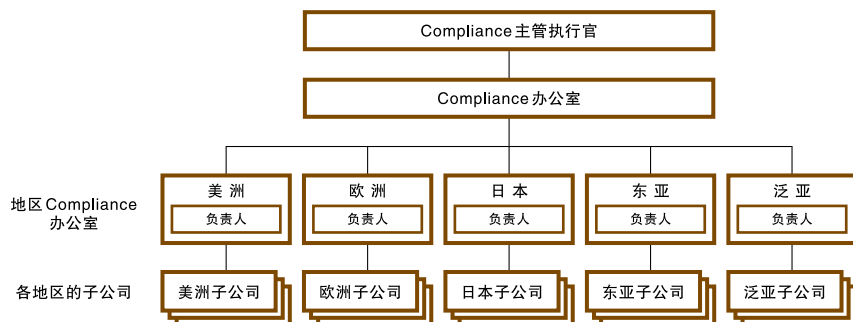 Compliance主管执行官
Compliance办公室
地区Compliance
办公室
美洲
欧洲
日本
东亚
泛亚
负责人
负责人
负责人
负责人
负责人
各地区的子公司
美洲子公司
欧洲子公司
日本子公司
东亚子公司
泛亚子公司